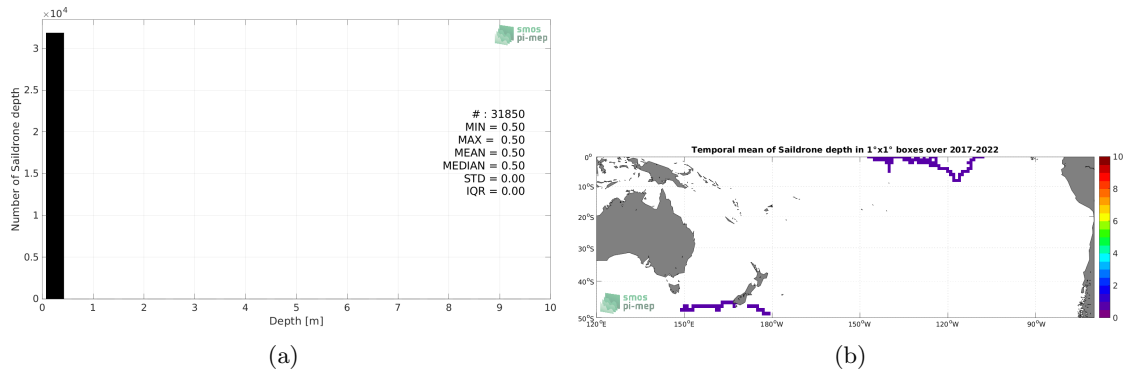 ×10⁴
3
2.5
2
1.5
1
0.5
0
Number of Saildrone depth
smos
pi-mep
# : 31850
MIN = 0.50
MAX = 0.50
MEAN = 0.50
MEDIAN = 0.50
STD = 0.00
IQR = 0.00
0 1 2 3 4 5 6 7 8 9 10
Depth [m]
(a)
Temporal mean of Saildrone depth in 1°x1° boxes over 2017-2022
0°
10°S
20°S
30°S
40°S
50°S
smos
pi-mep
120°E 150°E 180°W 150°W 120°W 90°W
10
8
6
4
2
0
(b)